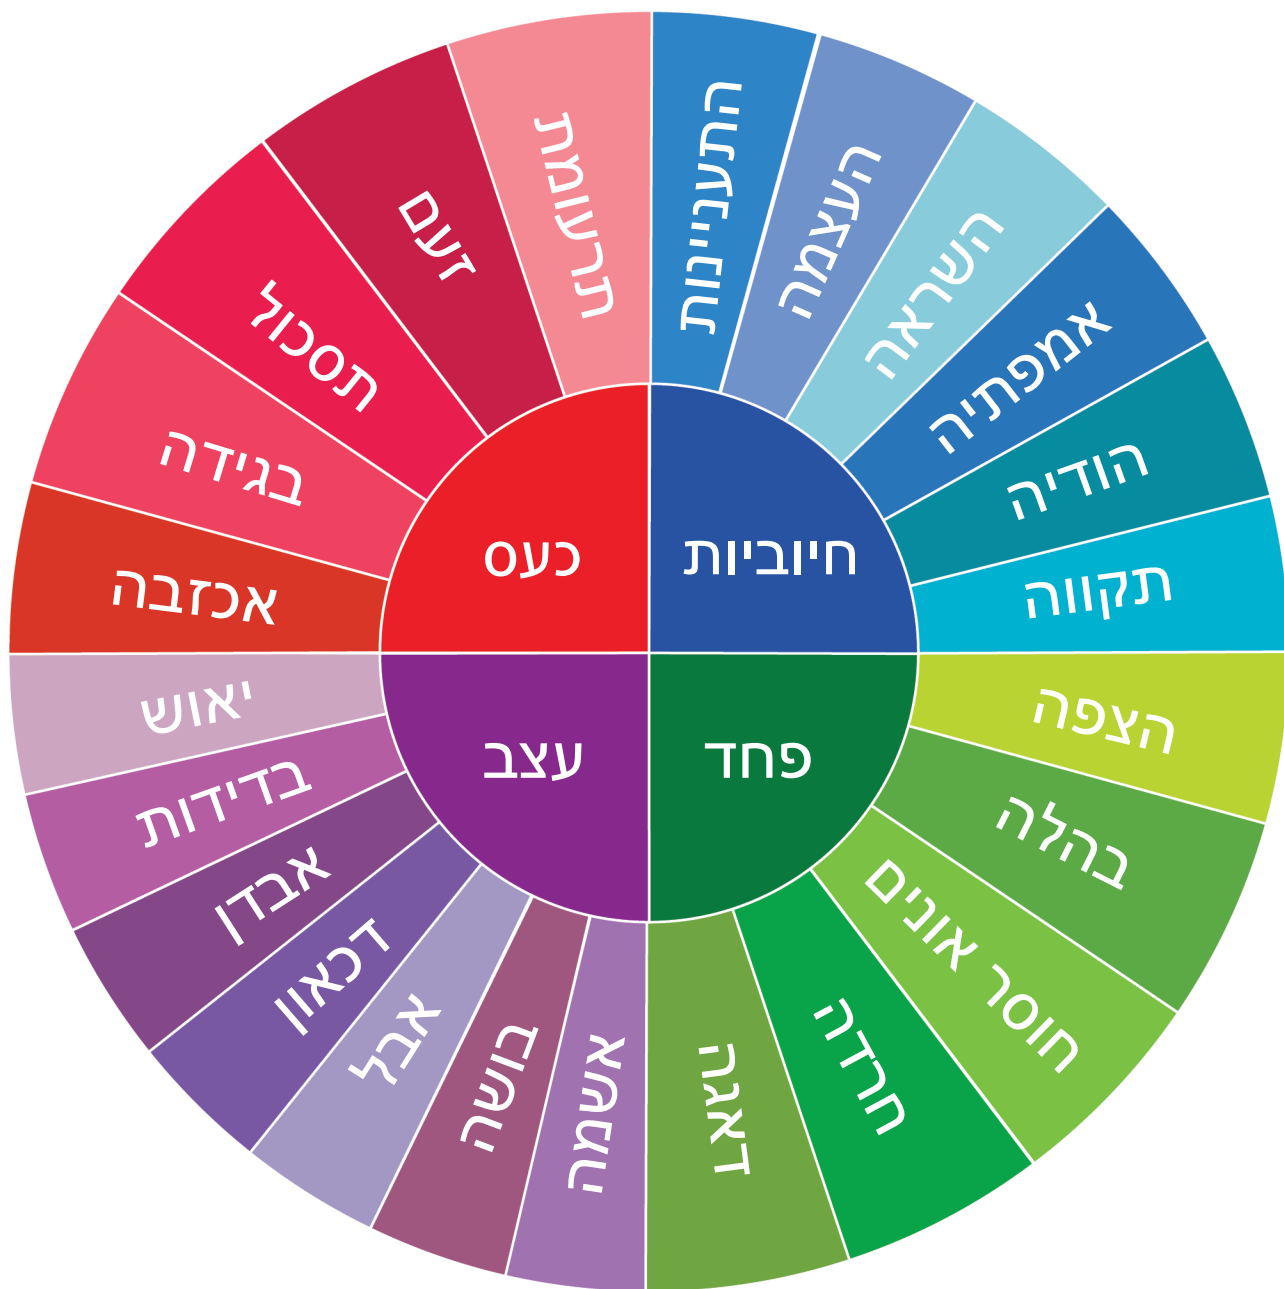 התעניינות
העצמה
השראה
אמפתיה
הודיה
תקווה
הצפה
בהלה
חוסר אונים
חרדה
דאגה
אשמה
בושה
אבל
דכאון
אבדן
בדידות
יאוש
אכזבה
בגידה
תסכול
זעם
תרעומת
חיוביות
כעס
פחד
עצב